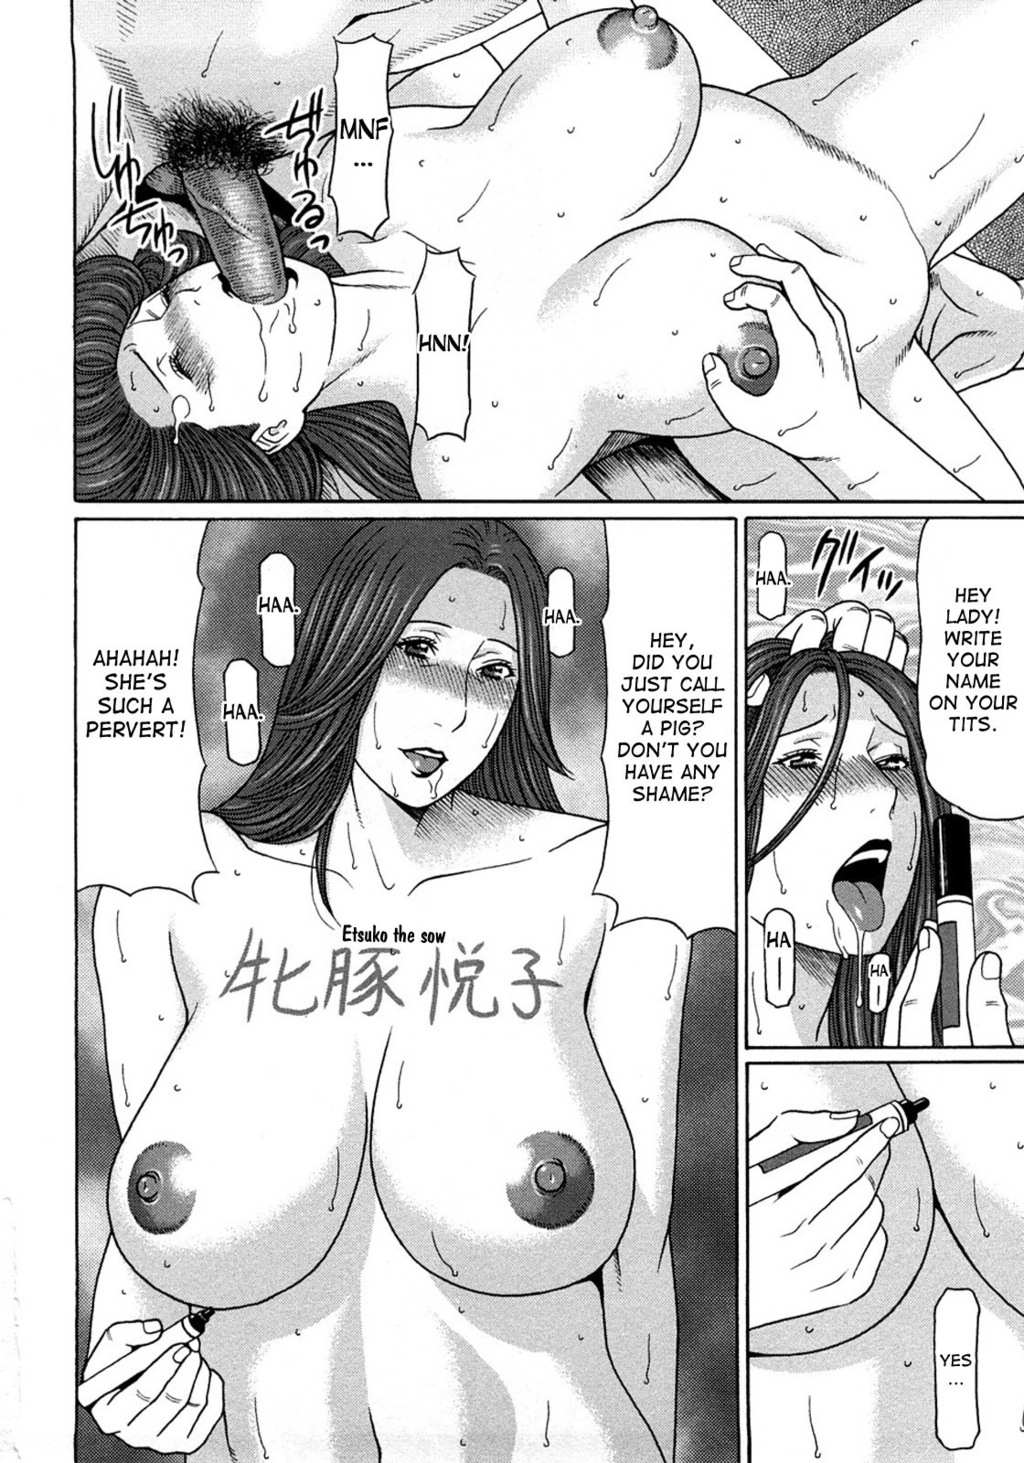 じゅ
ちゅっ
ぢゅるっ
MNF
...
HNN!
グイッ
HAA.
HEY
LADY!
WRITE
YOUR
NAME
ON YOUR
TITS.
HA
HA
YES
...
HAA.
HAA.
HAA.
HEY,
DID YOU
JUST CALL
YOURSELF
A PIG?
DON'T YOU
HAVE ANY
SHAME?
AHAHAH!
SHE'S
SUCH A
PERVERT!
Etsuko the sow
牝豚 悦子